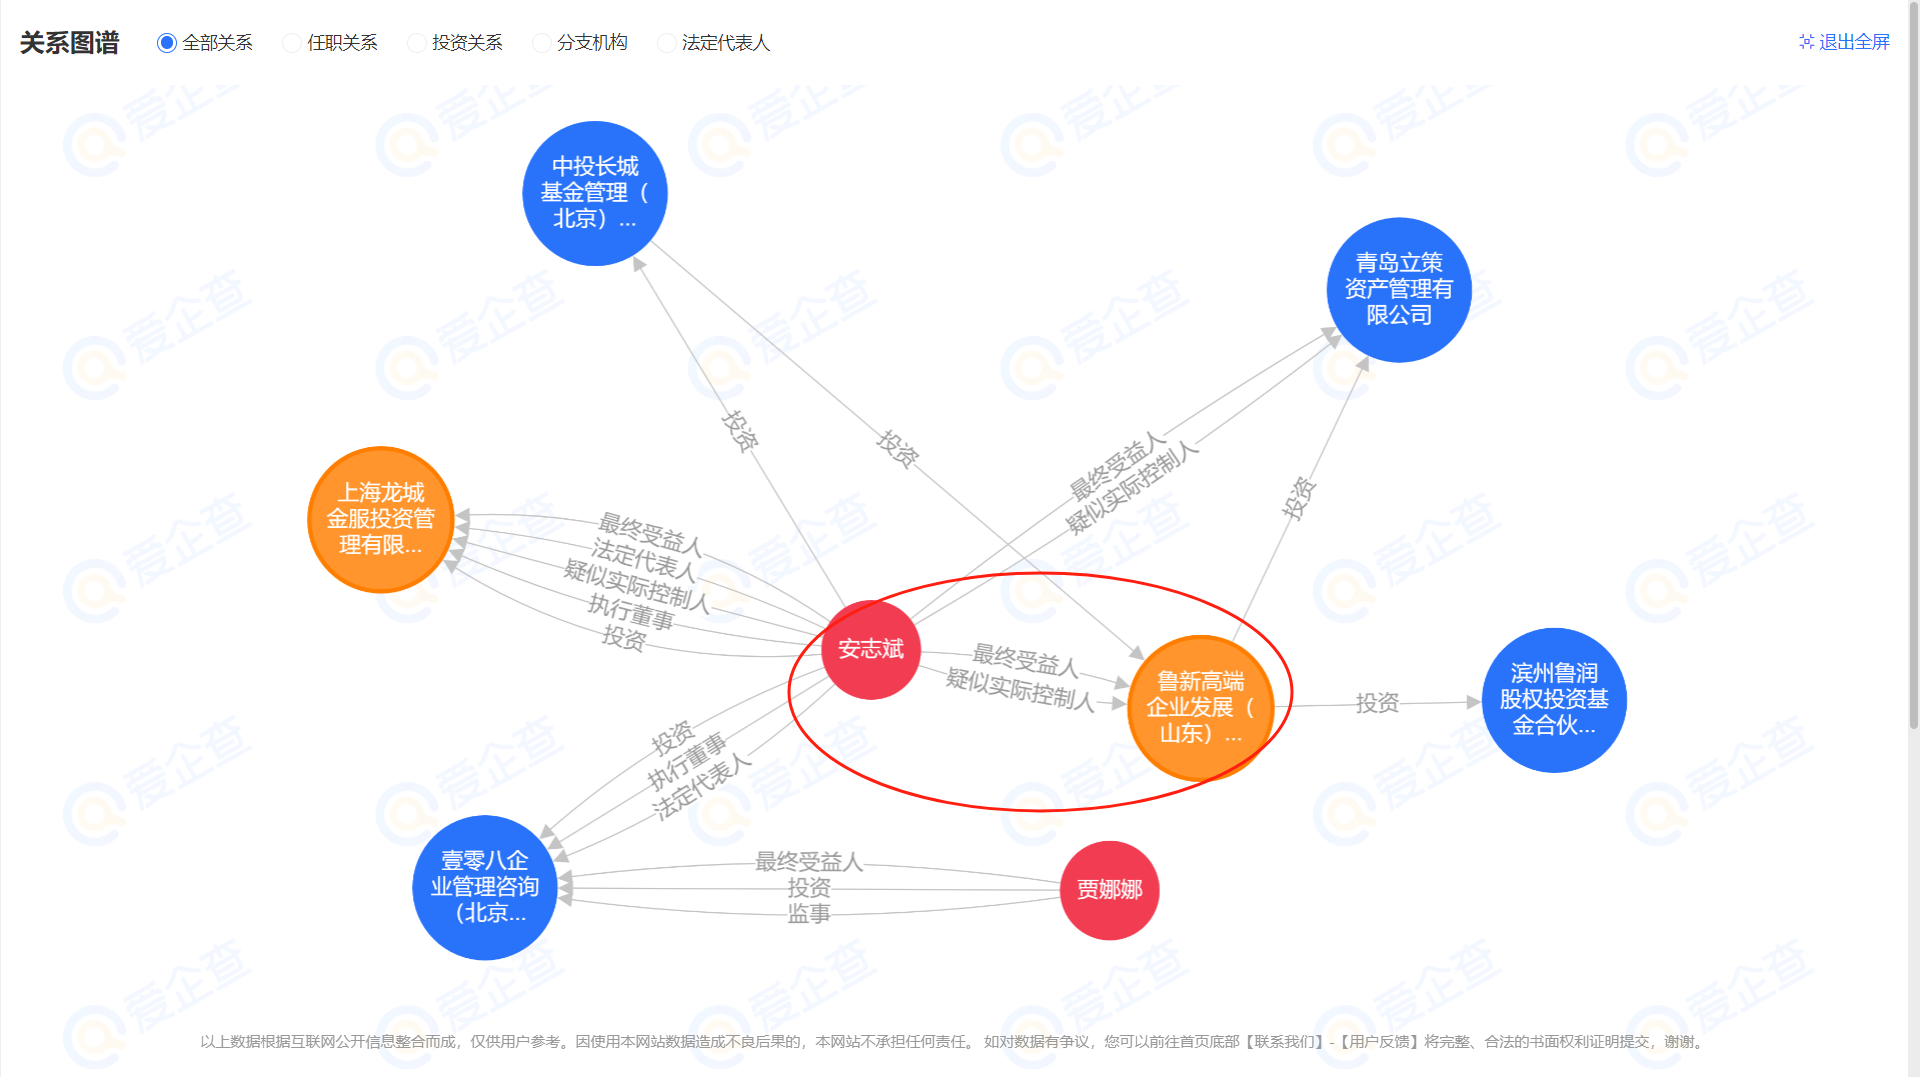 关系图谱
全部关系
任职关系
投资关系
分支机构
法定代表人
退出全屏
中投长城
基金管理（
北京）...
青岛立策
资产管理有
限公司
投资
投资
最终受益人
疑似实际控制人
投资
上海龙城
金服投资管
理有限...
最终受益人
法定代表人
疑似实际控制人
执行董事
投资
安志斌
最终受益人
疑似实际控制人
鲁新高端
企业发展（
山东）...
投资
滨州鲁润
股权投资基
金合伙...
投资
执行董事
法定代表人
壹零八企
业管理咨询
（北京...
最终受益人
投资
监事
贾娜娜
以上数据根据互联网公开信息整合而成，仅供用户参考。因使用本网站数据造成不良后果的，本网站不承担任何责任。 如对数据有争议，您可以前往首页底部【联系我们】-【用户反馈】将完整、合法的书面权利证明提交，谢谢。
爱企查